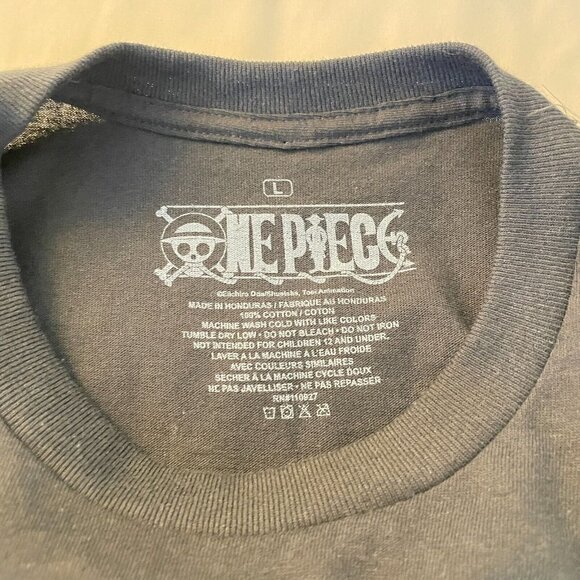 L
ONE PIECE
©Eiichiro Oda/Shueisha, Toei Animation
MADE IN HONDURAS / FABRIQUE AU HONDURAS
100% COTTON / COTON
MACHINE WASH COLD WITH LIKE COLORS
TUMBLE DRY LOW • DO NOT BLEACH • DO NOT IRON
NOT INTENDED FOR CHILDREN 12 AND UNDER.
LAVER A LA MACHINE A L'EAU FROIDE
AVEC COULEURS SIMILAIRES
SECHER A LA MACHINE CYCLE DOUX
NE PAS JAVELLISER • NE PAS REPASSER
RN#110927